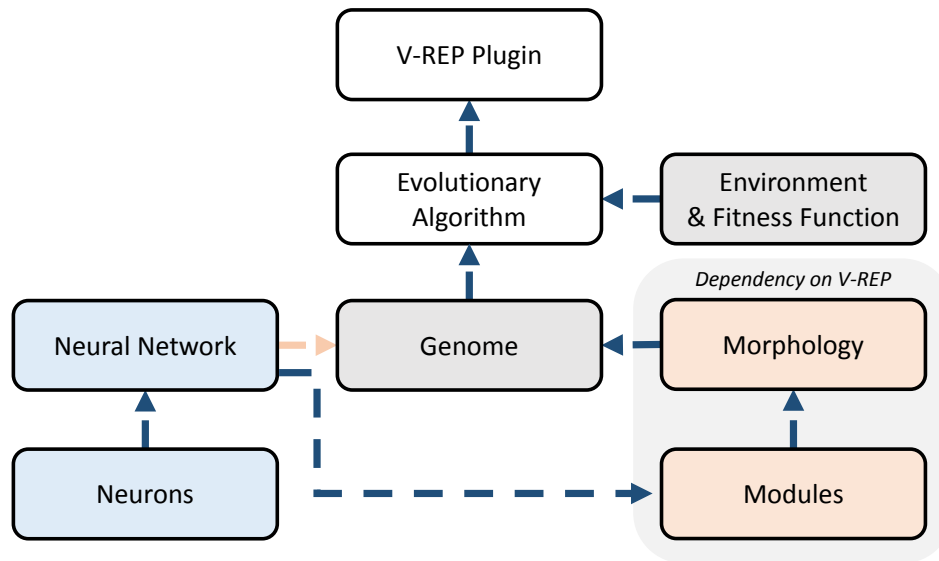 V-REP Plugin
Evolutionary
Algorithm
Environment
& Fitness Function
Dependency on V-REP
Neural Network
Genome
Morphology
Neurons
Modules